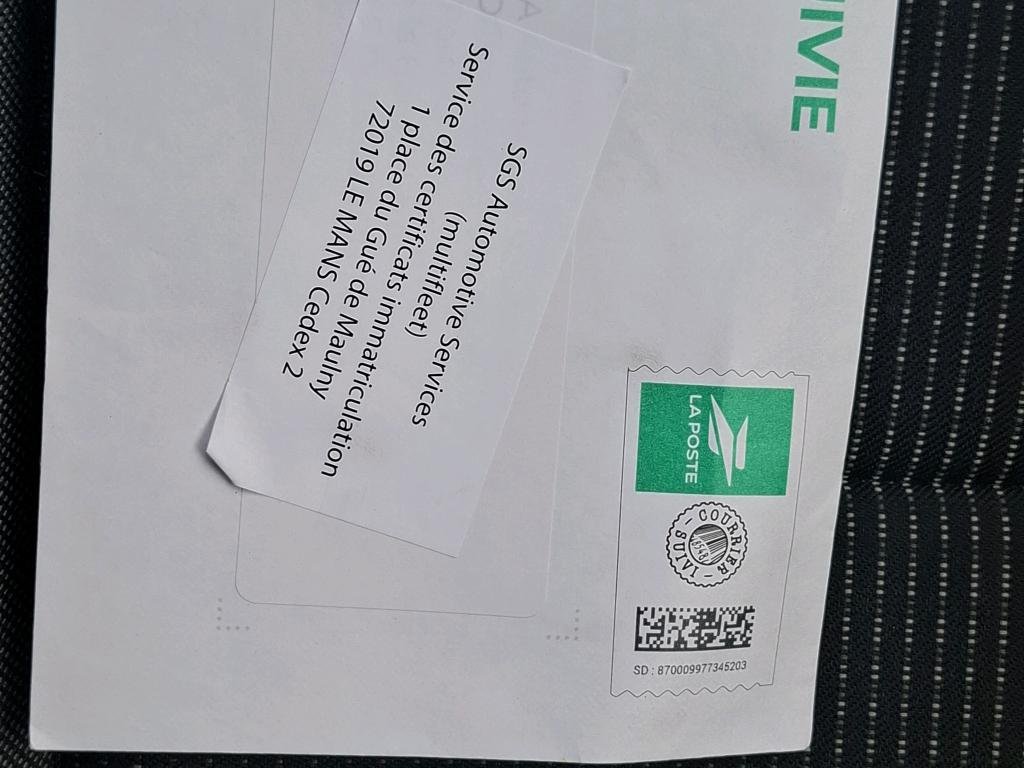 IVIE
SGS Automotive Services
(multifleet)
Service des certificats immatriculation
1 place du Gué de Maulny
72019 LE MANS Cedex 2
LA POSTE
COURRIER
SUIVI
SD : 870009977345203